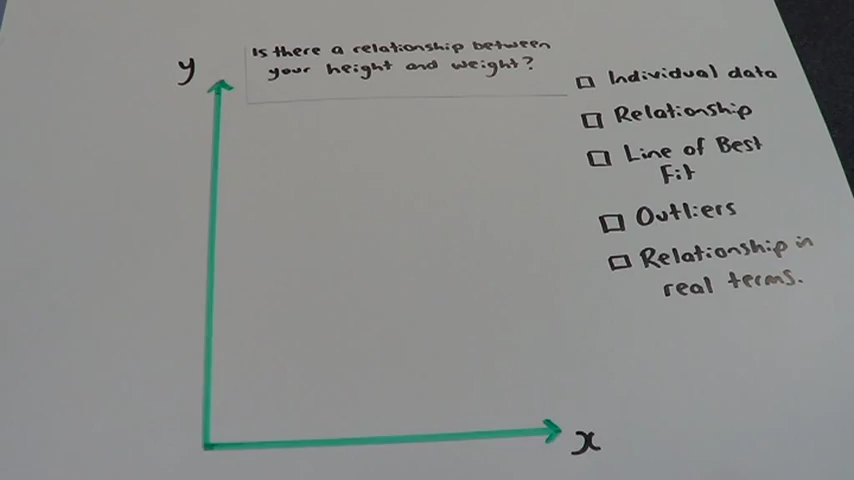 Is there a relationship between
your height and weight?
y
Individual data
Relationship
Line of Best
Fit
Outliers
Relationship in
real terms.
x